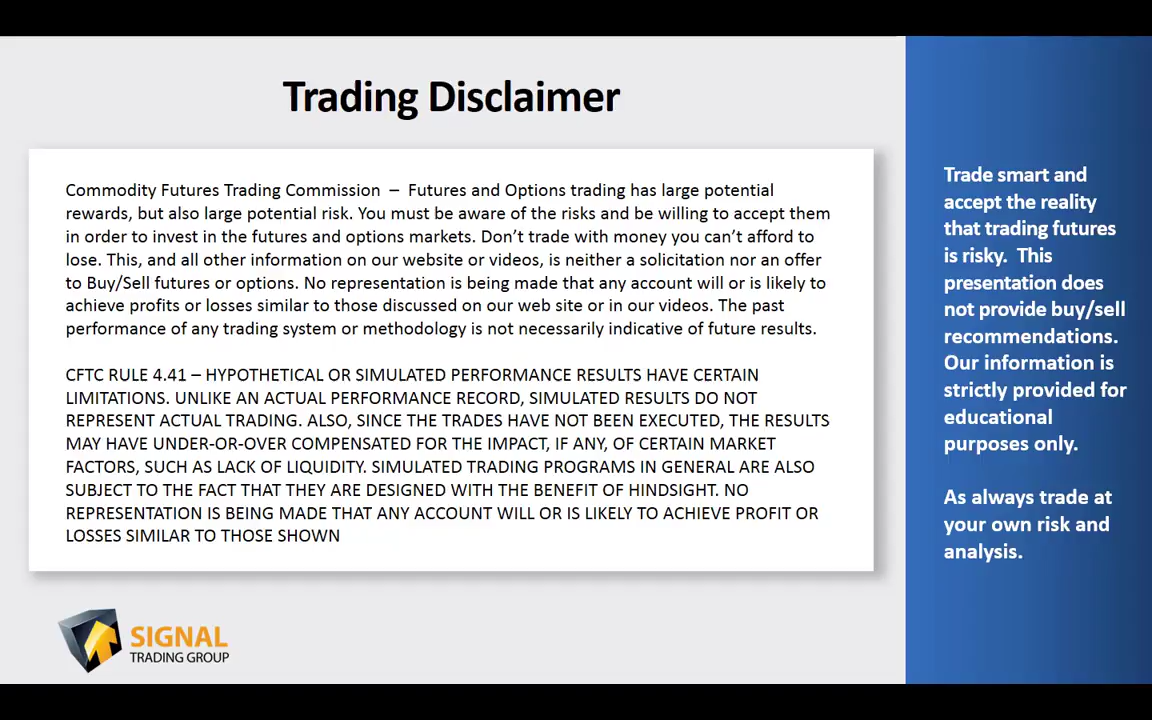 Trading Disclaimer
Commodity Futures Trading Commission – Futures and Options trading has large potential
rewards, but also large potential risk. You must be aware of the risks and be willing to accept them
in order to invest in the futures and options markets. Don’t trade with money you can’t afford to
lose. This, and all other information on our website or videos, is neither a solicitation nor an offer
to Buy/Sell futures or options. No representation is being made that any account will or is likely to
achieve profits or losses similar to those discussed on our web site or in our videos. The past
performance of any trading system or methodology is not necessarily indicative of future results.
CFTC RULE 4.41 – HYPOTHETICAL OR SIMULATED PERFORMANCE RESULTS HAVE CERTAIN
LIMITATIONS. UNLIKE AN ACTUAL PERFORMANCE RECORD, SIMULATED RESULTS DO NOT
REPRESENT ACTUAL TRADING. ALSO, SINCE THE TRADES HAVE NOT BEEN EXECUTED, THE RESULTS
MAY HAVE UNDER-OR-OVER COMPENSATED FOR THE IMPACT, IF ANY, OF CERTAIN MARKET
FACTORS, SUCH AS LACK OF LIQUIDITY. SIMULATED TRADING PROGRAMS IN GENERAL ARE ALSO
SUBJECT TO THE FACT THAT THEY ARE DESIGNED WITH THE BENEFIT OF HINDSIGHT. NO
REPRESENTATION IS BEING MADE THAT ANY ACCOUNT WILL OR IS LIKELY TO ACHIEVE PROFIT OR
LOSSES SIMILAR TO THOSE SHOWN
Trade smart and
accept the reality
that trading futures
is risky. This
presentation does
not provide buy/sell
recommendations.
Our information is
strictly provided for
educational
purposes only.
As always trade at
your own risk and
analysis.
SIGNAL
TRADING GROUP